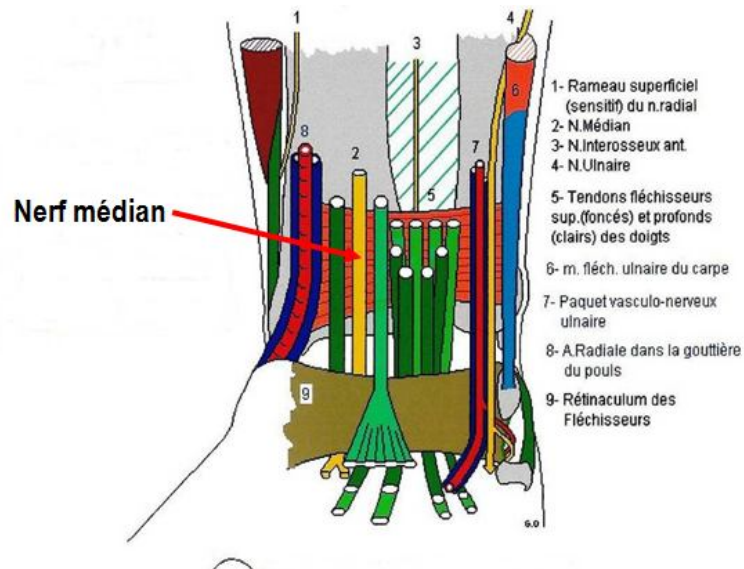 1
4
3
8
2
7
6
5
9
Nerf médian
1- Rameau superficiel
(sensitif) du n.radial
2- N.Médian
3- N.Interosseux ant.
4- N.Ulnaire
5- Tendons fléchisseurs
sup.(foncés) et profonds
(clairs) des doigts
6- m. fléch. ulnaire du carpe
7- Paquet vasculo-nerveux
ulnaire
8- A.Radiale dans la gouttière
du pouls
9- Rétinaculum des
Fléchisseurs
G.D